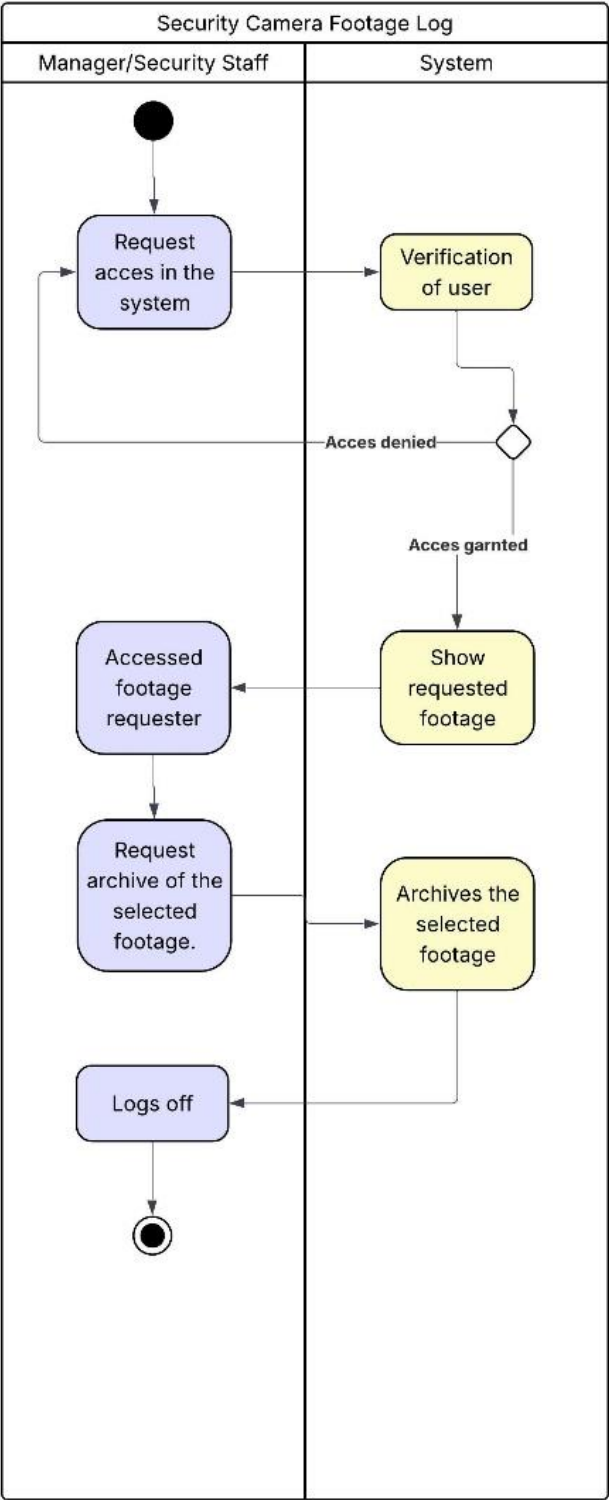 Security Camera Footage Log
Manager/Security Staff
System
Request
acces in the
system
Verification
of user
Acces denied
Acces garnted
Accessed
footage
requester
Show
requested
footage
Request
archive of the
selected
footage.
Archives the
selected
footage
Logs off